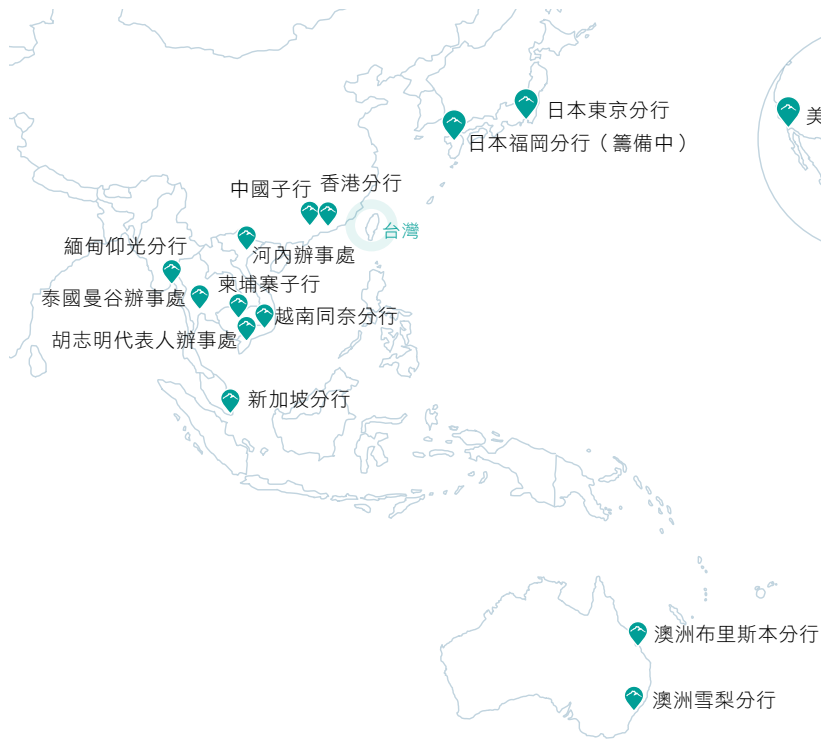 日本東京分行
美
日本福岡分行（籌備中）
中國子行
香港分行
台灣
緬甸仰光分行
河內辦事處
柬埔寨子行
泰國曼谷辦事處
越南同奈分行
胡志明代表人辦事處
新加坡分行
澳洲布里斯本分行
澳洲雪梨分行